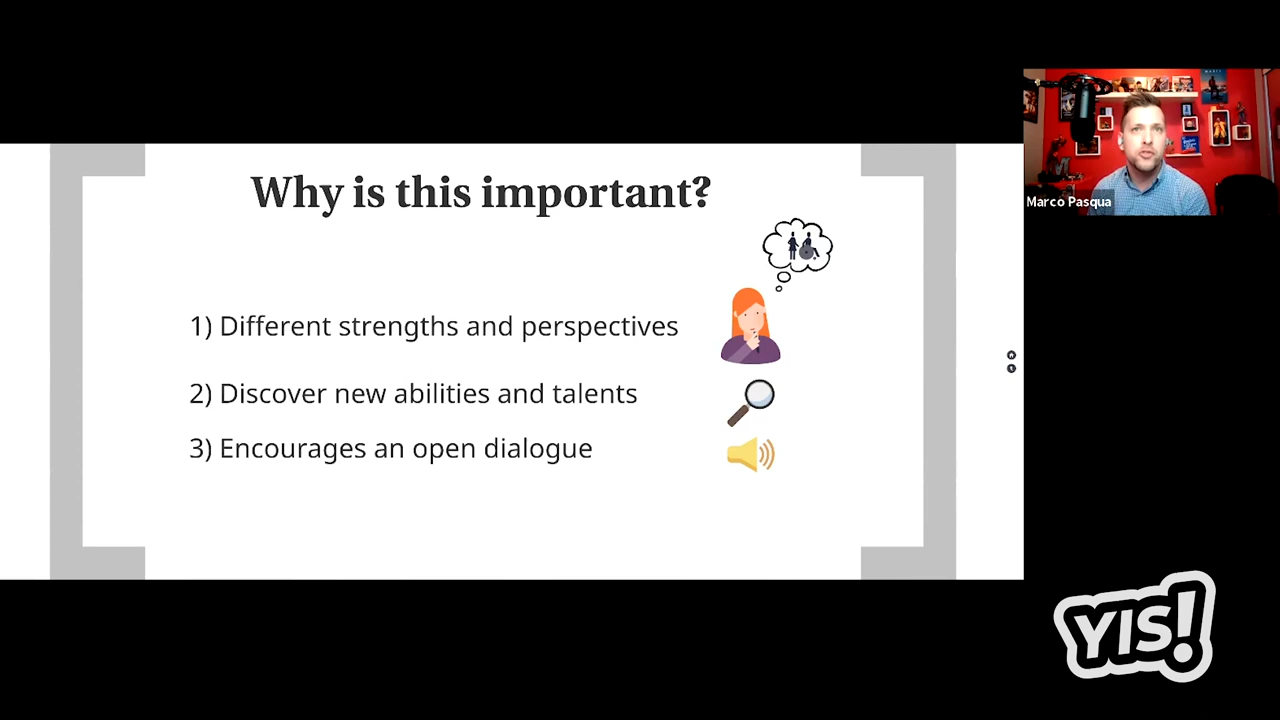 Why is this important?
1) Different strengths and perspectives
2) Discover new abilities and talents
3) Encourages an open dialogue
Marco Pasqua
YIS!